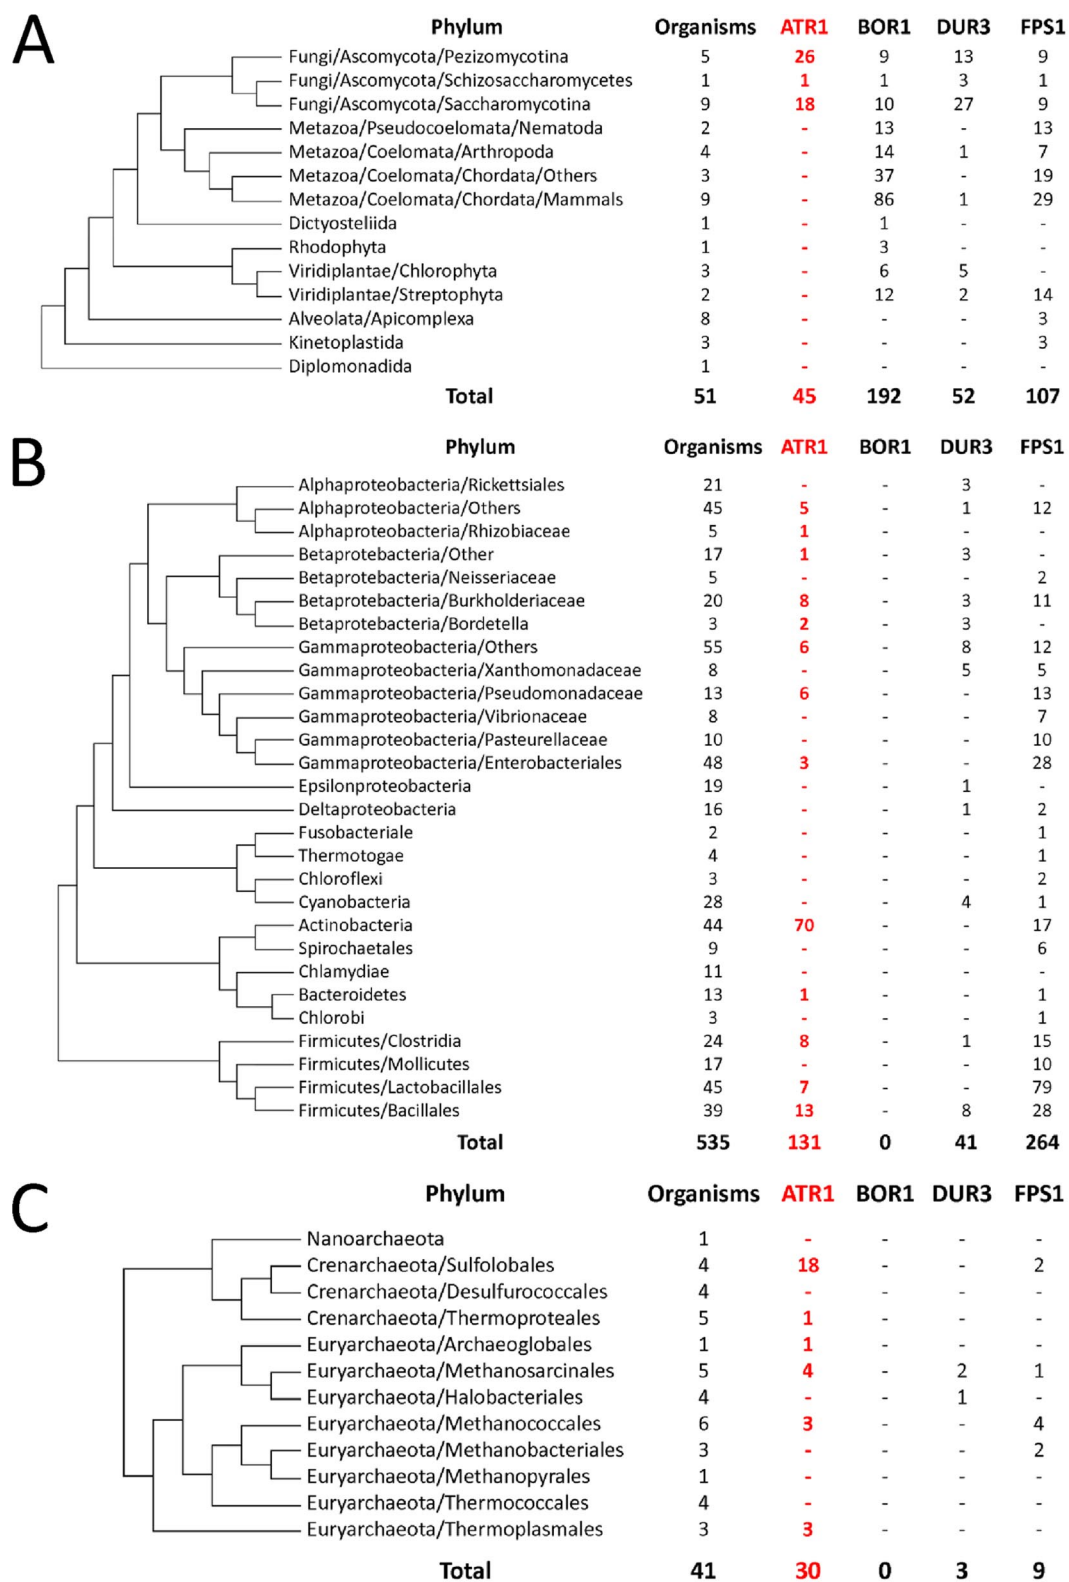 A
Phylum Organisms ATR1 BOR1 DUR3 FPS1
Fungi/Ascomycota/Pezizomycotina 5 26 9 13 9
Fungi/Ascomycota/Schizosaccharomycetes 1 1 1 3 1
Fungi/Ascomycota/Saccharomycotina 9 18 10 27 9
Metazoa/Pseudocoelomata/Nematoda 2 - 13 - 13
Metazoa/Coelomata/Arthropoda 4 - 14 1 7
Metazoa/Coelomata/Chordata/Others 3 - 37 - 19
Metazoa/Coelomata/Chordata/Mammals 9 - 86 1 29
Dictyosteliida 1 - 1 - -
Rhodophyta 1 - 3 - -
Viridiplantae/Chlorophyta 3 - 6 5 -
Viridiplantae/Streptophyta 2 - 12 2 14
Alveolata/Apicomplexa 8 - - - 3
Kinetoplastida 3 - - - 3
Diplomonadida 1 - - - -
Total 51 45 192 52 107
B
Phylum Organisms ATR1 BOR1 DUR3 FPS1
Alphaproteobacteria/Rickettsiales 21 - - 3 -
Alphaproteobacteria/Others 45 5 - 1 12
Alphaproteobacteria/Rhizobiaceae 5 1 - - -
Betaprotebacteria/Other 17 1 - 3 -
Betaprotebacteria/Neisseriaceae 5 - - - 2
Betaprotebacteria/Burkholderiaceae 20 8 - 3 11
Betaprotebacteria/Bordetella 3 2 - 3 -
Gammaproteobacteria/Others 55 6 - 8 12
Gammaproteobacteria/Xanthomonadaceae 8 - - 5 5
Gammaproteobacteria/Pseudomonadaceae 13 6 - - 13
Gammaproteobacteria/Vibrionaceae 8 - - - 7
Gammaproteobacteria/Pasteurellaceae 10 - - - 10
Gammaproteobacteria/Enterobacteriales 48 3 - - 28
Epsilonproteobacteria 19 - - 1 -
Deltaproteobacteria 16 - - 1 2
Fusobacteriale 2 - - - 1
Thermotogae 4 - - - 1
Chloroflexi 3 - - - 2
Cyanobacteria 28 - - 4 1
Actinobacteria 44 70 - - 17
Spirochaetales 9 - - - 6
Chlamydiae 11 - - - -
Bacteroidetes 13 1 - - 1
Chlorobi 3 - - - 1
Firmicutes/Clostridia 24 8 - 1 15
Firmicutes/Mollicutes 17 - - - 10
Firmicutes/Lactobacillales 45 7 - - 79
Firmicutes/Bacillales 39 13 - 8 28
Total 535 131 0 41 264
C
Phylum Organisms ATR1 BOR1 DUR3 FPS1
Nanoarchaeota 1 - - - -
Crenarchaeota/Sulfolobales 4 18 - - 2
Crenarchaeota/Desulfurococcales 4 - - - -
Crenarchaeota/Thermoproteales 5 1 - - -
Euryarchaeota/Archaeoglobales 1 1 - - -
Euryarchaeota/Methanosarcinales 5 4 - 2 1
Euryarchaeota/Halobacteriales 4 - - 1 -
Euryarchaeota/Methanococcales 6 3 - - 4
Euryarchaeota/Methanobacteriales 3 - - - 2
Euryarchaeota/Methanopyrales 1 - - - -
Euryarchaeota/Thermococcales 4 - - - -
Euryarchaeota/Thermoplasmales 3 3 - - -
Total 41 30 0 3 9